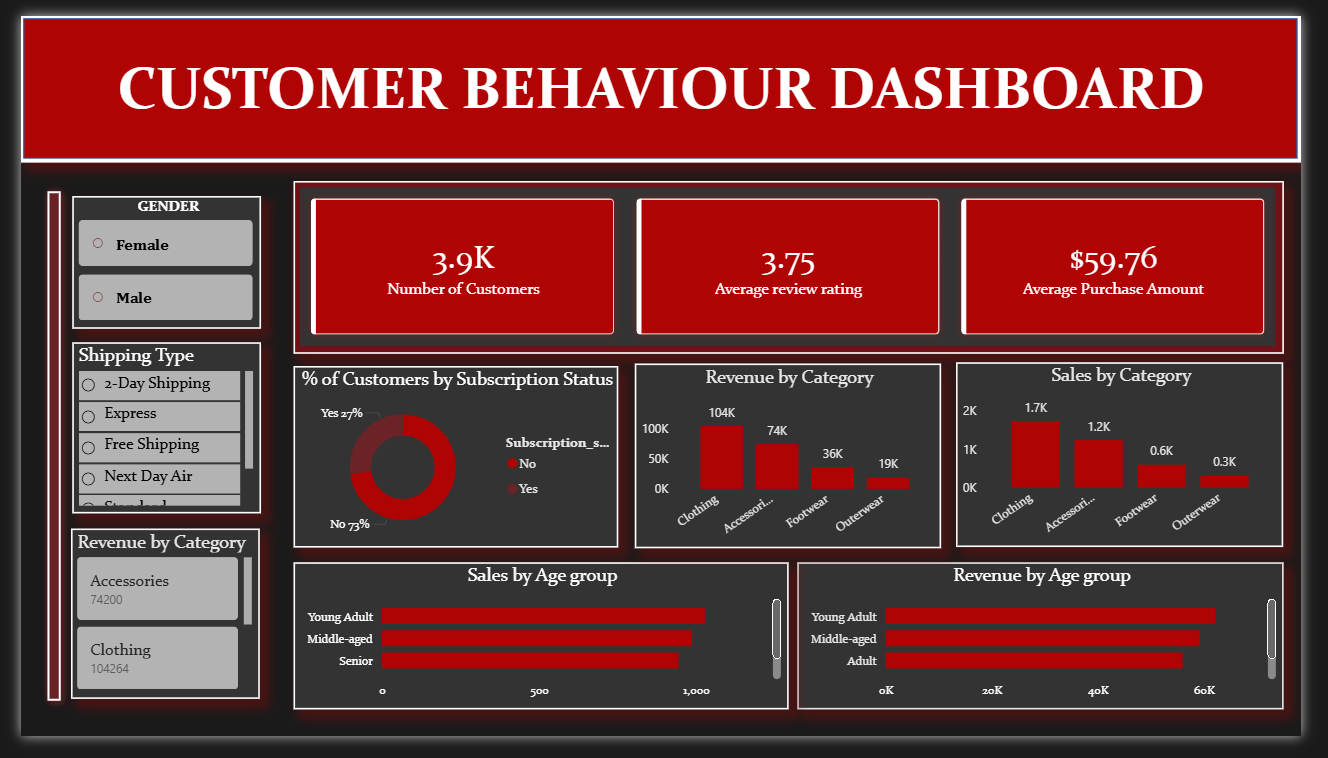 CUSTOMER BEHAVIOUR DASHBOARD
GENDER
Female
Male
Shipping Type
2-Day Shipping
Express
Free Shipping
Next Day Air
Standard
Revenue by Category
Accessories
74200
Clothing
104264
3.9K
Number of Customers
3.75
Average review rating
$59.76
Average Purchase Amount
% of Customers by Subscription Status
Yes 27%
No 73%
Subscription_s...
No
Yes
Revenue by Category
100K
50K
0K
104K
74K
36K
19K
Clothing
Accessori...
Footwear
Outerwear
Sales by Category
2K
1K
0K
1.7K
1.2K
0.6K
0.3K
Clothing
Accessori...
Footwear
Outerwear
Sales by Age group
Young Adult
Middle-aged
Senior
0 500 1,000
Revenue by Age group
Young Adult
Middle-aged
Adult
0K 20K 40K 60K